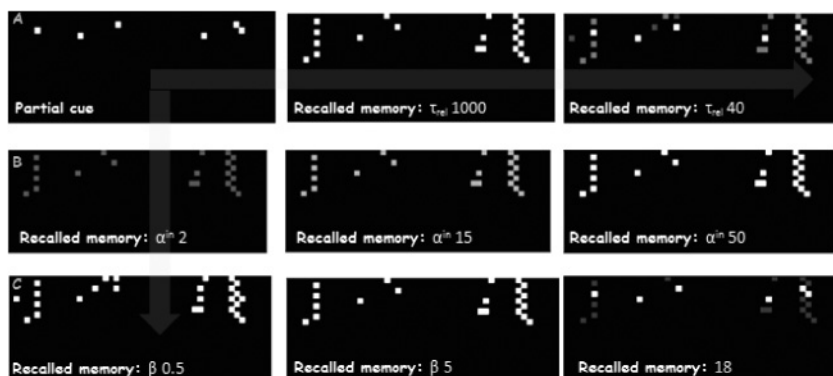 A
Partial cue
Recalled memory: τrel 1000
Recalled memory: τrel 40
B
Recalled memory: αⁱⁿ 2
Recalled memory: αⁱⁿ 15
Recalled memory: αⁱⁿ 50
C
Recalled memory: β 0.5
Recalled memory: β 5
Recalled memory: 18